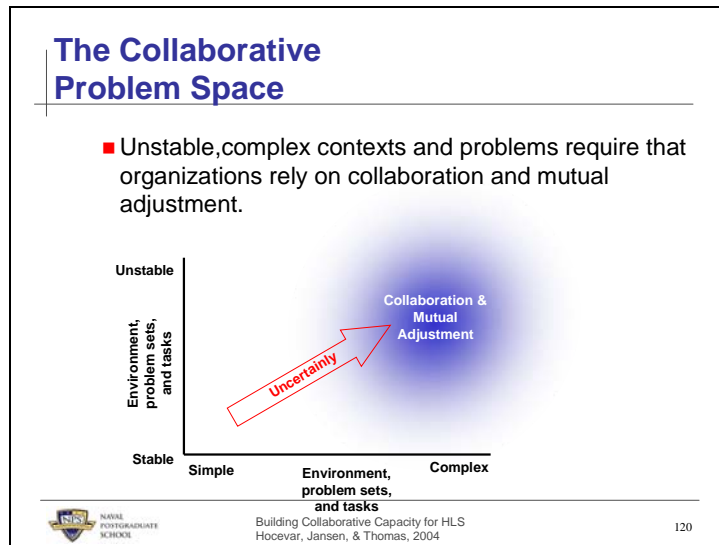 The Collaborative
Problem Space
Unstable,complex contexts and problems require that
organizations rely on collaboration and mutual
adjustment.
Unstable
Environment,
problem sets,
and tasks
Stable
Collaboration &
Mutual
Adjustment
Uncertainly
Simple
Environment,
problem sets,
and tasks
Complex
NPS
NAVAL
POSTGRADUATE
SCHOOL
Building Collaborative Capacity for HLS
Hocevar, Jansen, & Thomas, 2004
120